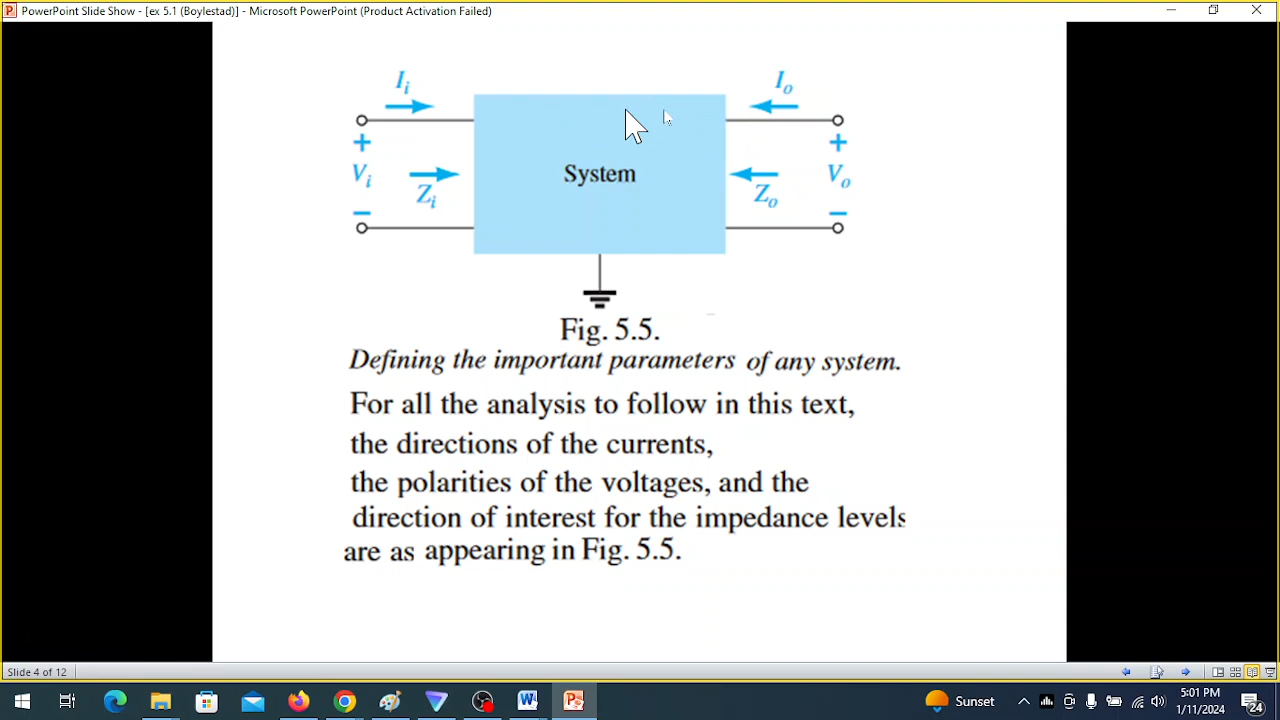 PowerPoint Slide Show - [ex 5.1 (Boylestad)] - Microsoft PowerPoint (Product Activation Failed)
Ii
Io
+
+
Vi
Zi
System
Zo
Vo
−
−
Fig. 5.5.
Defining the important parameters of any system.
For all the analysis to follow in this text,
the directions of the currents,
the polarities of the voltages, and the
direction of interest for the impedance levels
are as appearing in Fig. 5.5.
Slide 4 of 12
Sunset
5:01 PM
1/11/2024
24